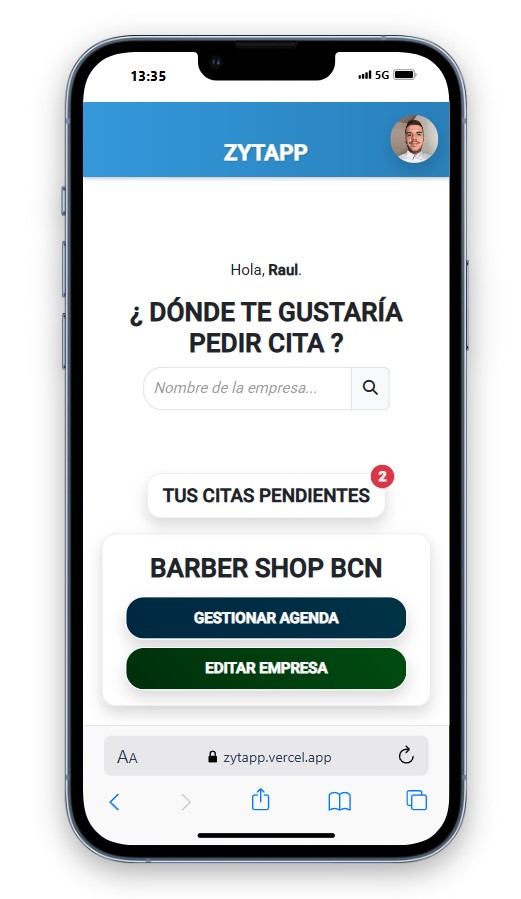 13:35
5G
ZYTAPP
Hola, Raul.
¿ DÓNDE TE GUSTARÍA
PEDIR CITA ?
Nombre de la empresa...
2
TUS CITAS PENDIENTES
BARBER SHOP BCN
GESTIONAR AGENDA
EDITAR EMPRESA
AA zytapp.vercel.app